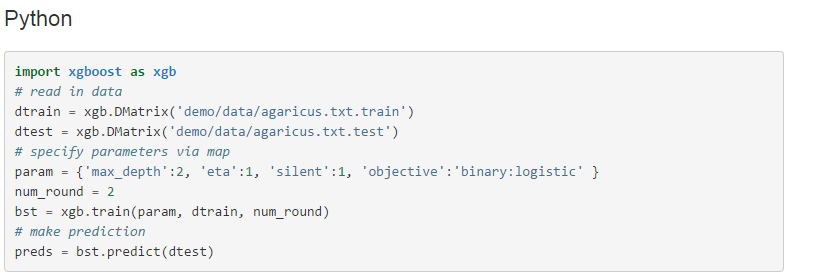 Python
import xgboost as xgb
# read in data
dtrain = xgb.DMatrix('demo/data/agaricus.txt.train')
dtest = xgb.DMatrix('demo/data/agaricus.txt.test')
# specify parameters via map
param = {'max_depth':2, 'eta':1, 'silent':1, 'objective':'binary:logistic' }
num_round = 2
bst = xgb.train(param, dtrain, num_round)
# make prediction
preds = bst.predict(dtest)